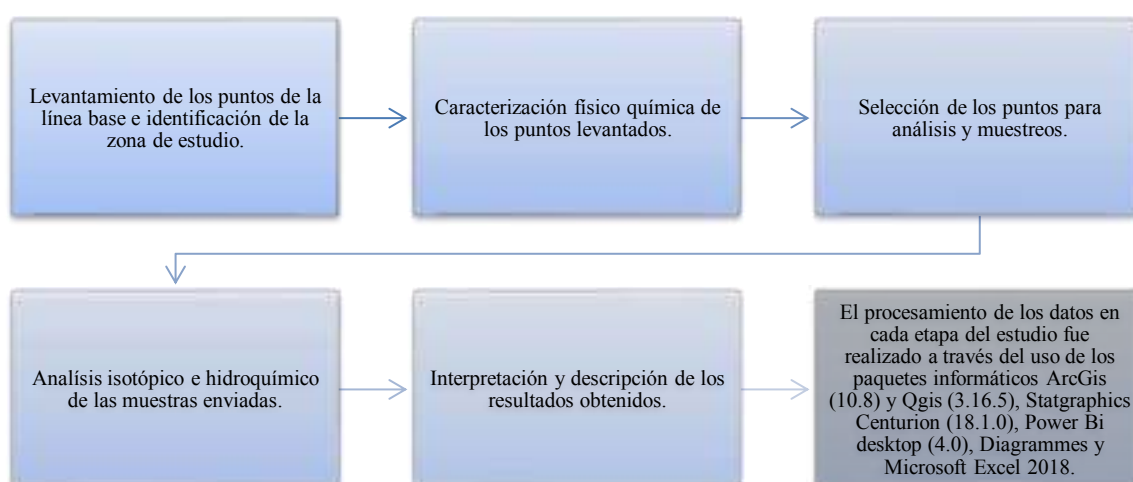 Levantamiento de los puntos de la
línea base e identificación de la
zona de estudio.
Caracterización físico química de
los puntos levantados.
Selección de los puntos para
análisis y muestreos.
Analísis isotópico e hidroquímico
de las muestras enviadas.
Interpretación y descripción de los
resultados obtenidos.
El procesamiento de los datos en
cada etapa del estudio fue
realizado a través del uso de los
paquetes informáticos ArcGis
(10.8) y Qgis (3.16.5), Statgraphics
Centurion (18.1.0), Power Bi
desktop (4.0), Diagrammes y
Microsoft Excel 2018.